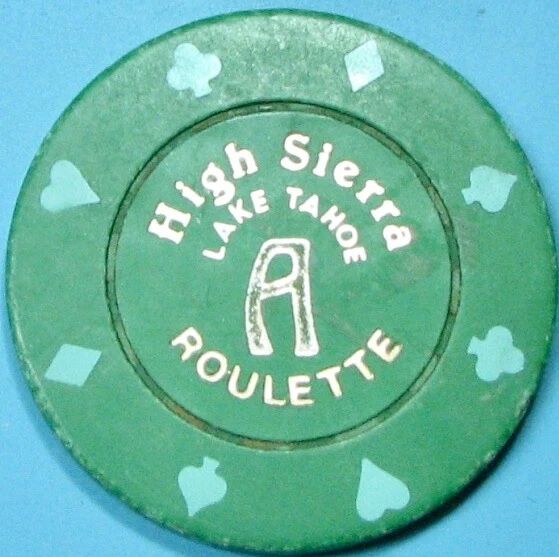 High Sierra
LAKE TAHOE
A
ROULETTE